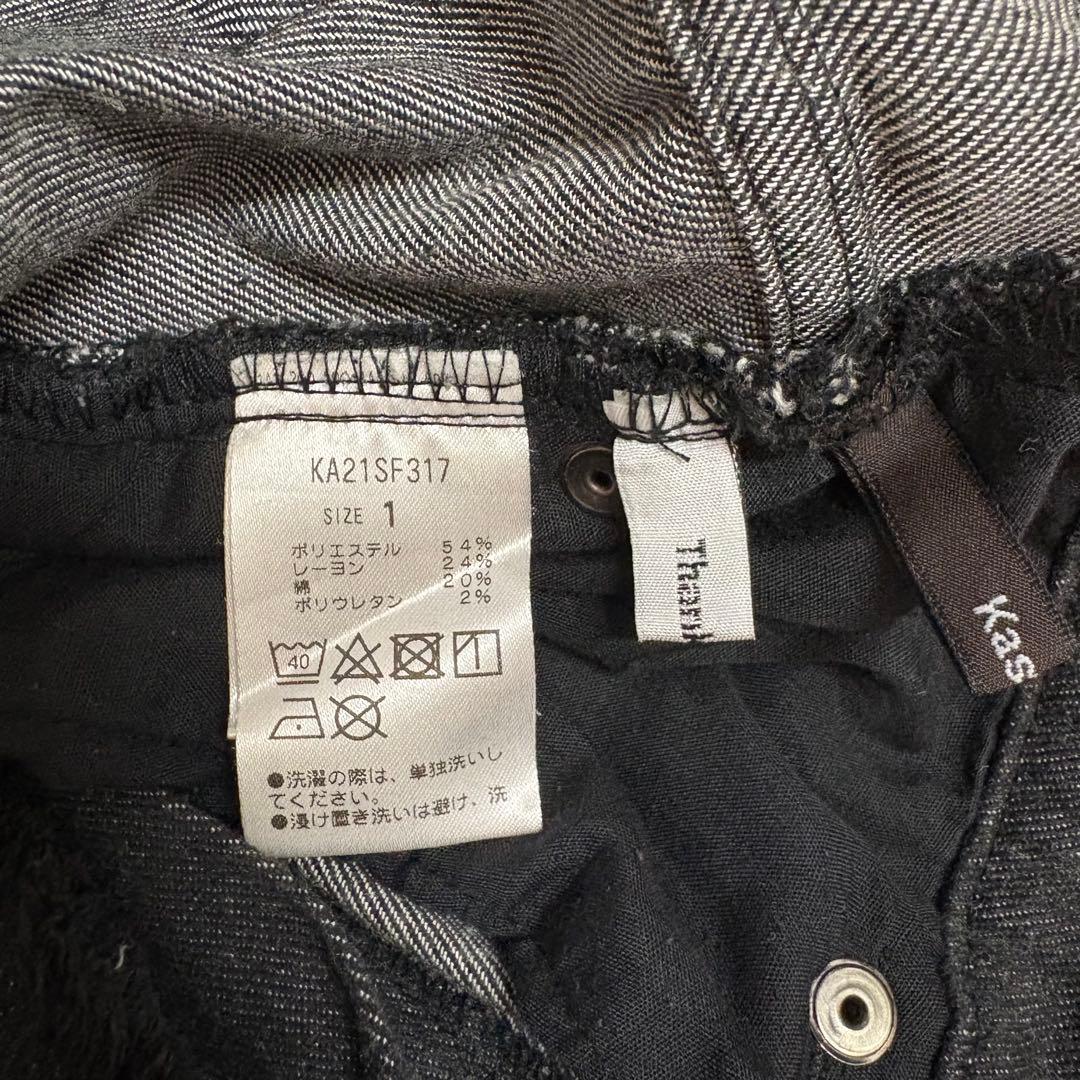 KA21SF317
SIZE 1
ポリエステル 54%
レーヨン 24%
綿 20%
ポリウレタン 2%
40
●洗濯の際は、単独洗いし
てください。
●浸け置き洗いは避け、洗
Kas